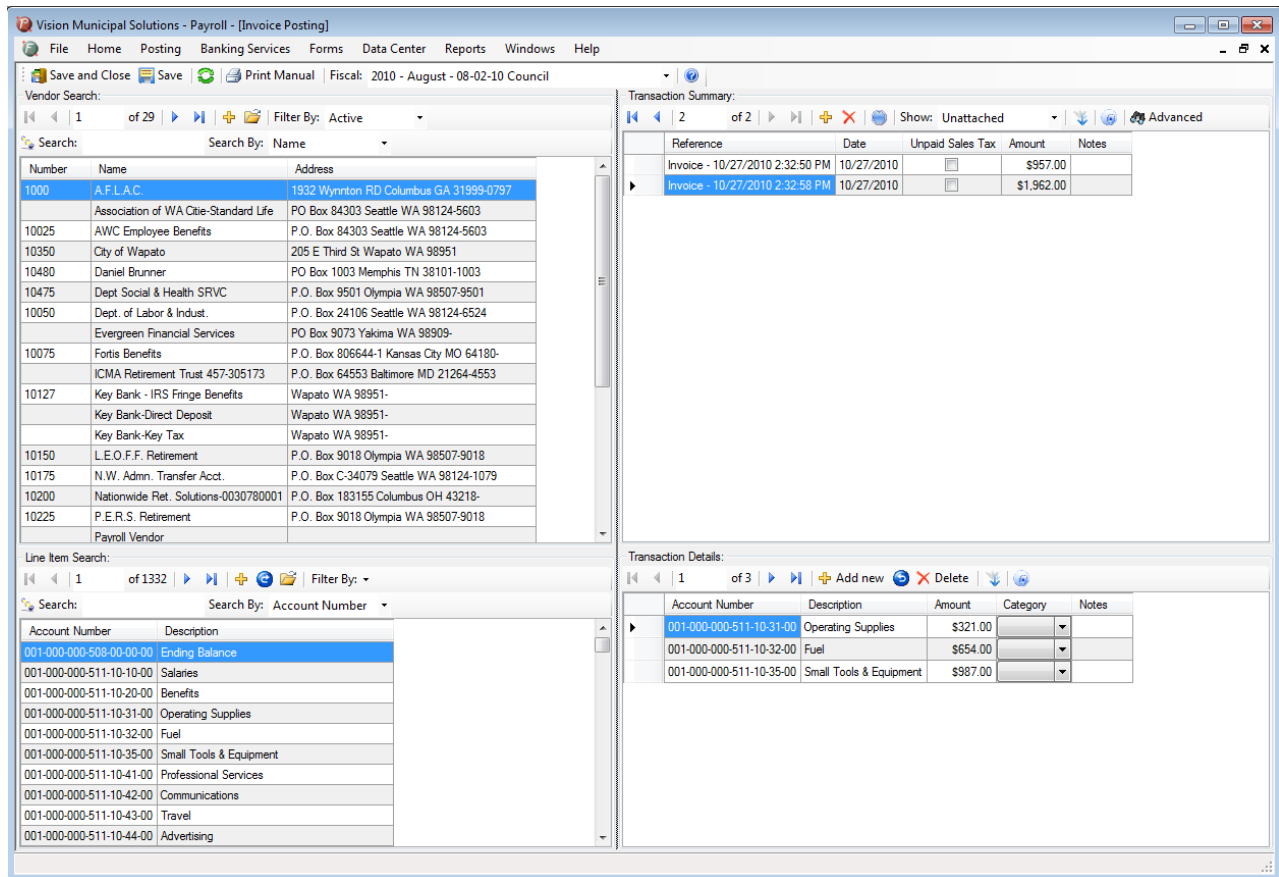 Vision Municipal Solutions - Payroll - [Invoice Posting]
File Home Posting Banking Services Forms Data Center Reports Windows Help
Save and Close Save Print Manual Fiscal: 2010 - August - 08-02-10 Council
Vendor Search:
1 of 29 Filter By: Active
Search: Search By: Name
Number Name Address
1000 A.F.L.A.C. 1932 Wynnton RD Columbus GA 31999-0797
Association of WA Citie-Standard Life PO Box 84303 Seattle WA 98124-5603
10025 AWC Employee Benefits P.O. Box 84303 Seattle WA 98124-5603
10350 City of Wapato 205 E Third St Wapato WA 98951
10480 Daniel Brunner PO Box 1003 Memphis TN 38101-1003
10475 Dept Social & Health SRVC P.O. Box 9501 Olympia WA 98507-9501
10050 Dept. of Labor & Indust. P.O. Box 24106 Seattle WA 98124-6524
Evergreen Financial Services PO Box 9073 Yakima WA 98909-
10075 Fortis Benefits P.O. Box 806644-1 Kansas City MO 64180-
ICMA Retirement Trust 457-305173 P.O. Box 64553 Baltimore MD 21264-4553
10127 Key Bank - IRS Fringe Benefits Wapato WA 98951-
Key Bank-Direct Deposit Wapato WA 98951-
Key Bank-Key Tax Wapato WA 98951-
10150 L.E.O.F.F. Retirement P.O. Box 9018 Olympia WA 98507-9018
10175 N.W. Admn. Transfer Acct. P.O. Box C-34079 Seattle WA 98124-1079
10200 Nationwide Ret. Solutions-0030780001 P.O. Box 183155 Columbus OH 43218-
10225 P.E.R.S. Retirement P.O. Box 9018 Olympia WA 98507-9018
Payroll Vendor
Transaction Summary:
2 of 2 Show: Unattached Advanced
Reference Date Unpaid Sales Tax Amount Notes
Invoice - 10/27/2010 2:32:50 PM 10/27/2010 $957.00
Invoice - 10/27/2010 2:32:58 PM 10/27/2010 $1,962.00
Line Item Search:
1 of 1332 Filter By:
Search: Search By: Account Number
Account Number Description
001-000-000-508-00-00-00 Ending Balance
001-000-000-511-10-10-00 Salaries
001-000-000-511-10-20-00 Benefits
001-000-000-511-10-31-00 Operating Supplies
001-000-000-511-10-32-00 Fuel
001-000-000-511-10-35-00 Small Tools & Equipment
001-000-000-511-10-41-00 Professional Services
001-000-000-511-10-42-00 Communications
001-000-000-511-10-43-00 Travel
001-000-000-511-10-44-00 Advertising
Transaction Details:
1 of 3 Add new Delete
Account Number Description Amount Category Notes
001-000-000-511-10-31-00 Operating Supplies $321.00
001-000-000-511-10-32-00 Fuel $654.00
001-000-000-511-10-35-00 Small Tools & Equipment $987.00